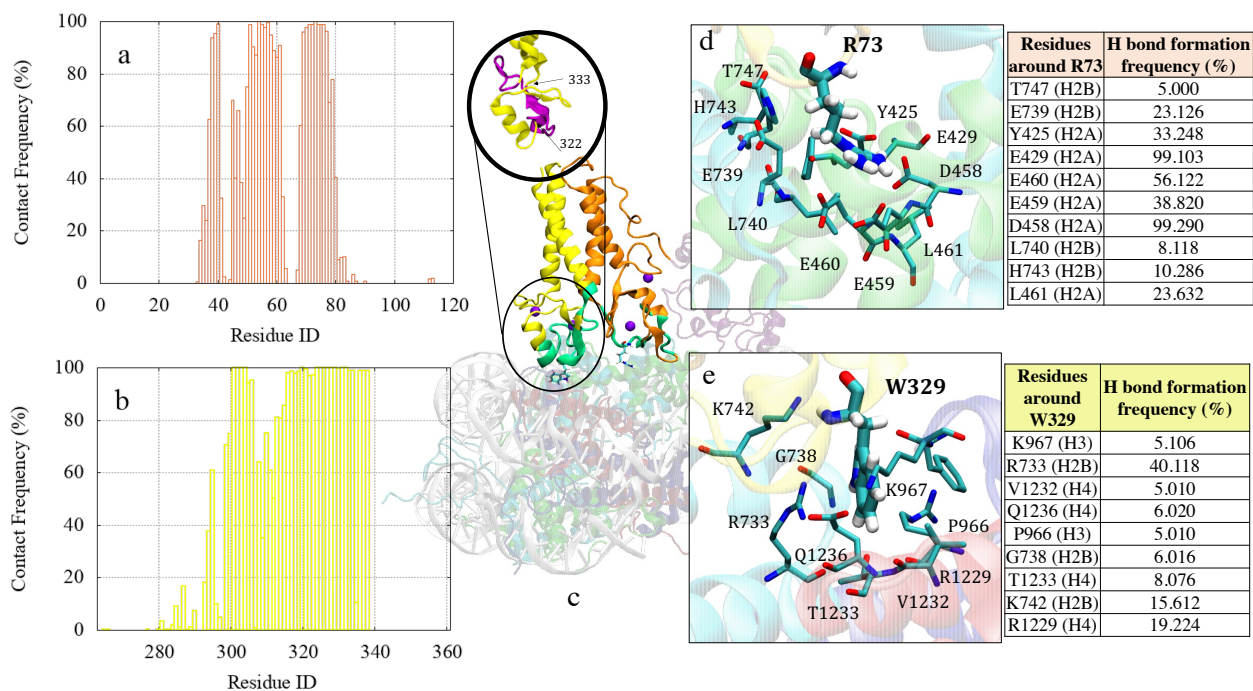 a
Contact Frequency (%)
100
80
60
40
20
0
0 20 40 60 80 100 120
Residue ID
b
Contact Frequency (%)
100
80
60
40
20
0
280 300 320 340 360
Residue ID
333
322
c
d
R73
T747
H743
Y425
E429
D458
E739
L740
L461
E460
E459
Residues around R73 H bond formation frequency (%)
T747 (H2B) 5.000
E739 (H2B) 23.126
Y425 (H2A) 33.248
E429 (H2A) 99.103
E460 (H2A) 56.122
E459 (H2A) 38.820
D458 (H2A) 99.290
L740 (H2B) 8.118
H743 (H2B) 10.286
L461 (H2A) 23.632
e
W329
K742
G738
K967
R733
P966
Q1236
R1229
V1232
T1233
Residues around W329 H bond formation frequency (%)
K967 (H3) 5.106
R733 (H2B) 40.118
V1232 (H4) 5.010
Q1236 (H4) 6.020
P966 (H3) 5.010
G738 (H2B) 6.016
T1233 (H4) 8.076
K742 (H2B) 15.612
R1229 (H4) 19.224